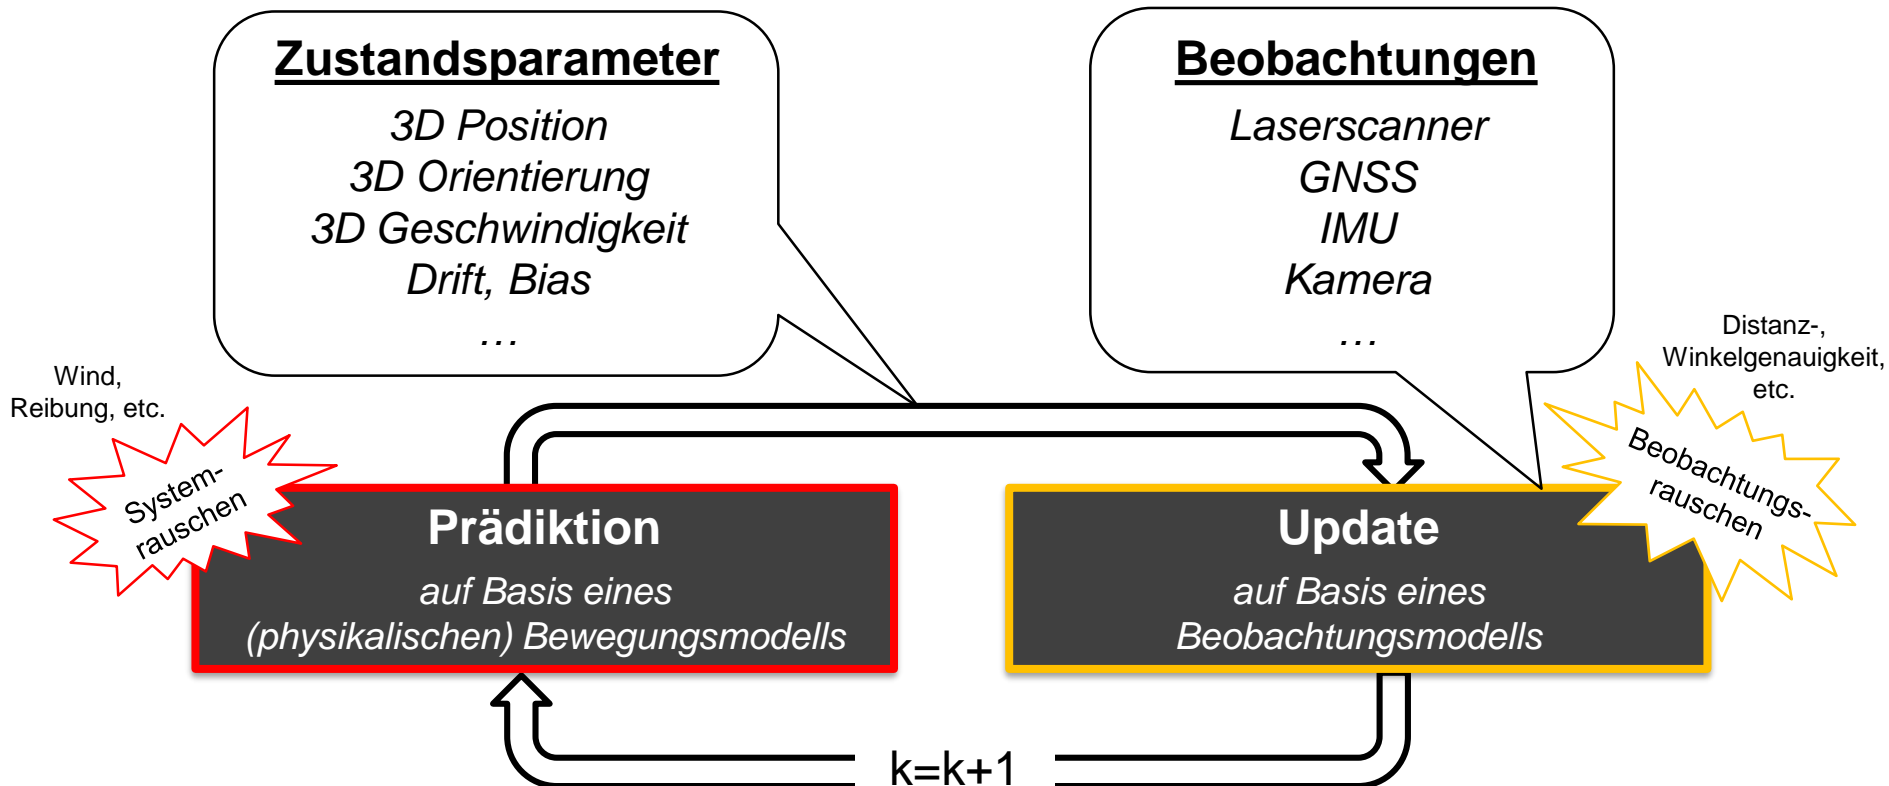 Zustandsparameter
3D Position
3D Orientierung
3D Geschwindigkeit
Drift, Bias
…
Beobachtungen
Laserscanner
GNSS
IMU
Kamera
…
Wind,
Reibung, etc.
System-
rauschen
Distanz-,
Winkelgenauigkeit,
etc.
Beobachtungs-
rauschen
Prädiktion
auf Basis eines
(physikalischen) Bewegungsmodells
Update
auf Basis eines
Beobachtungsmodells
k=k+1